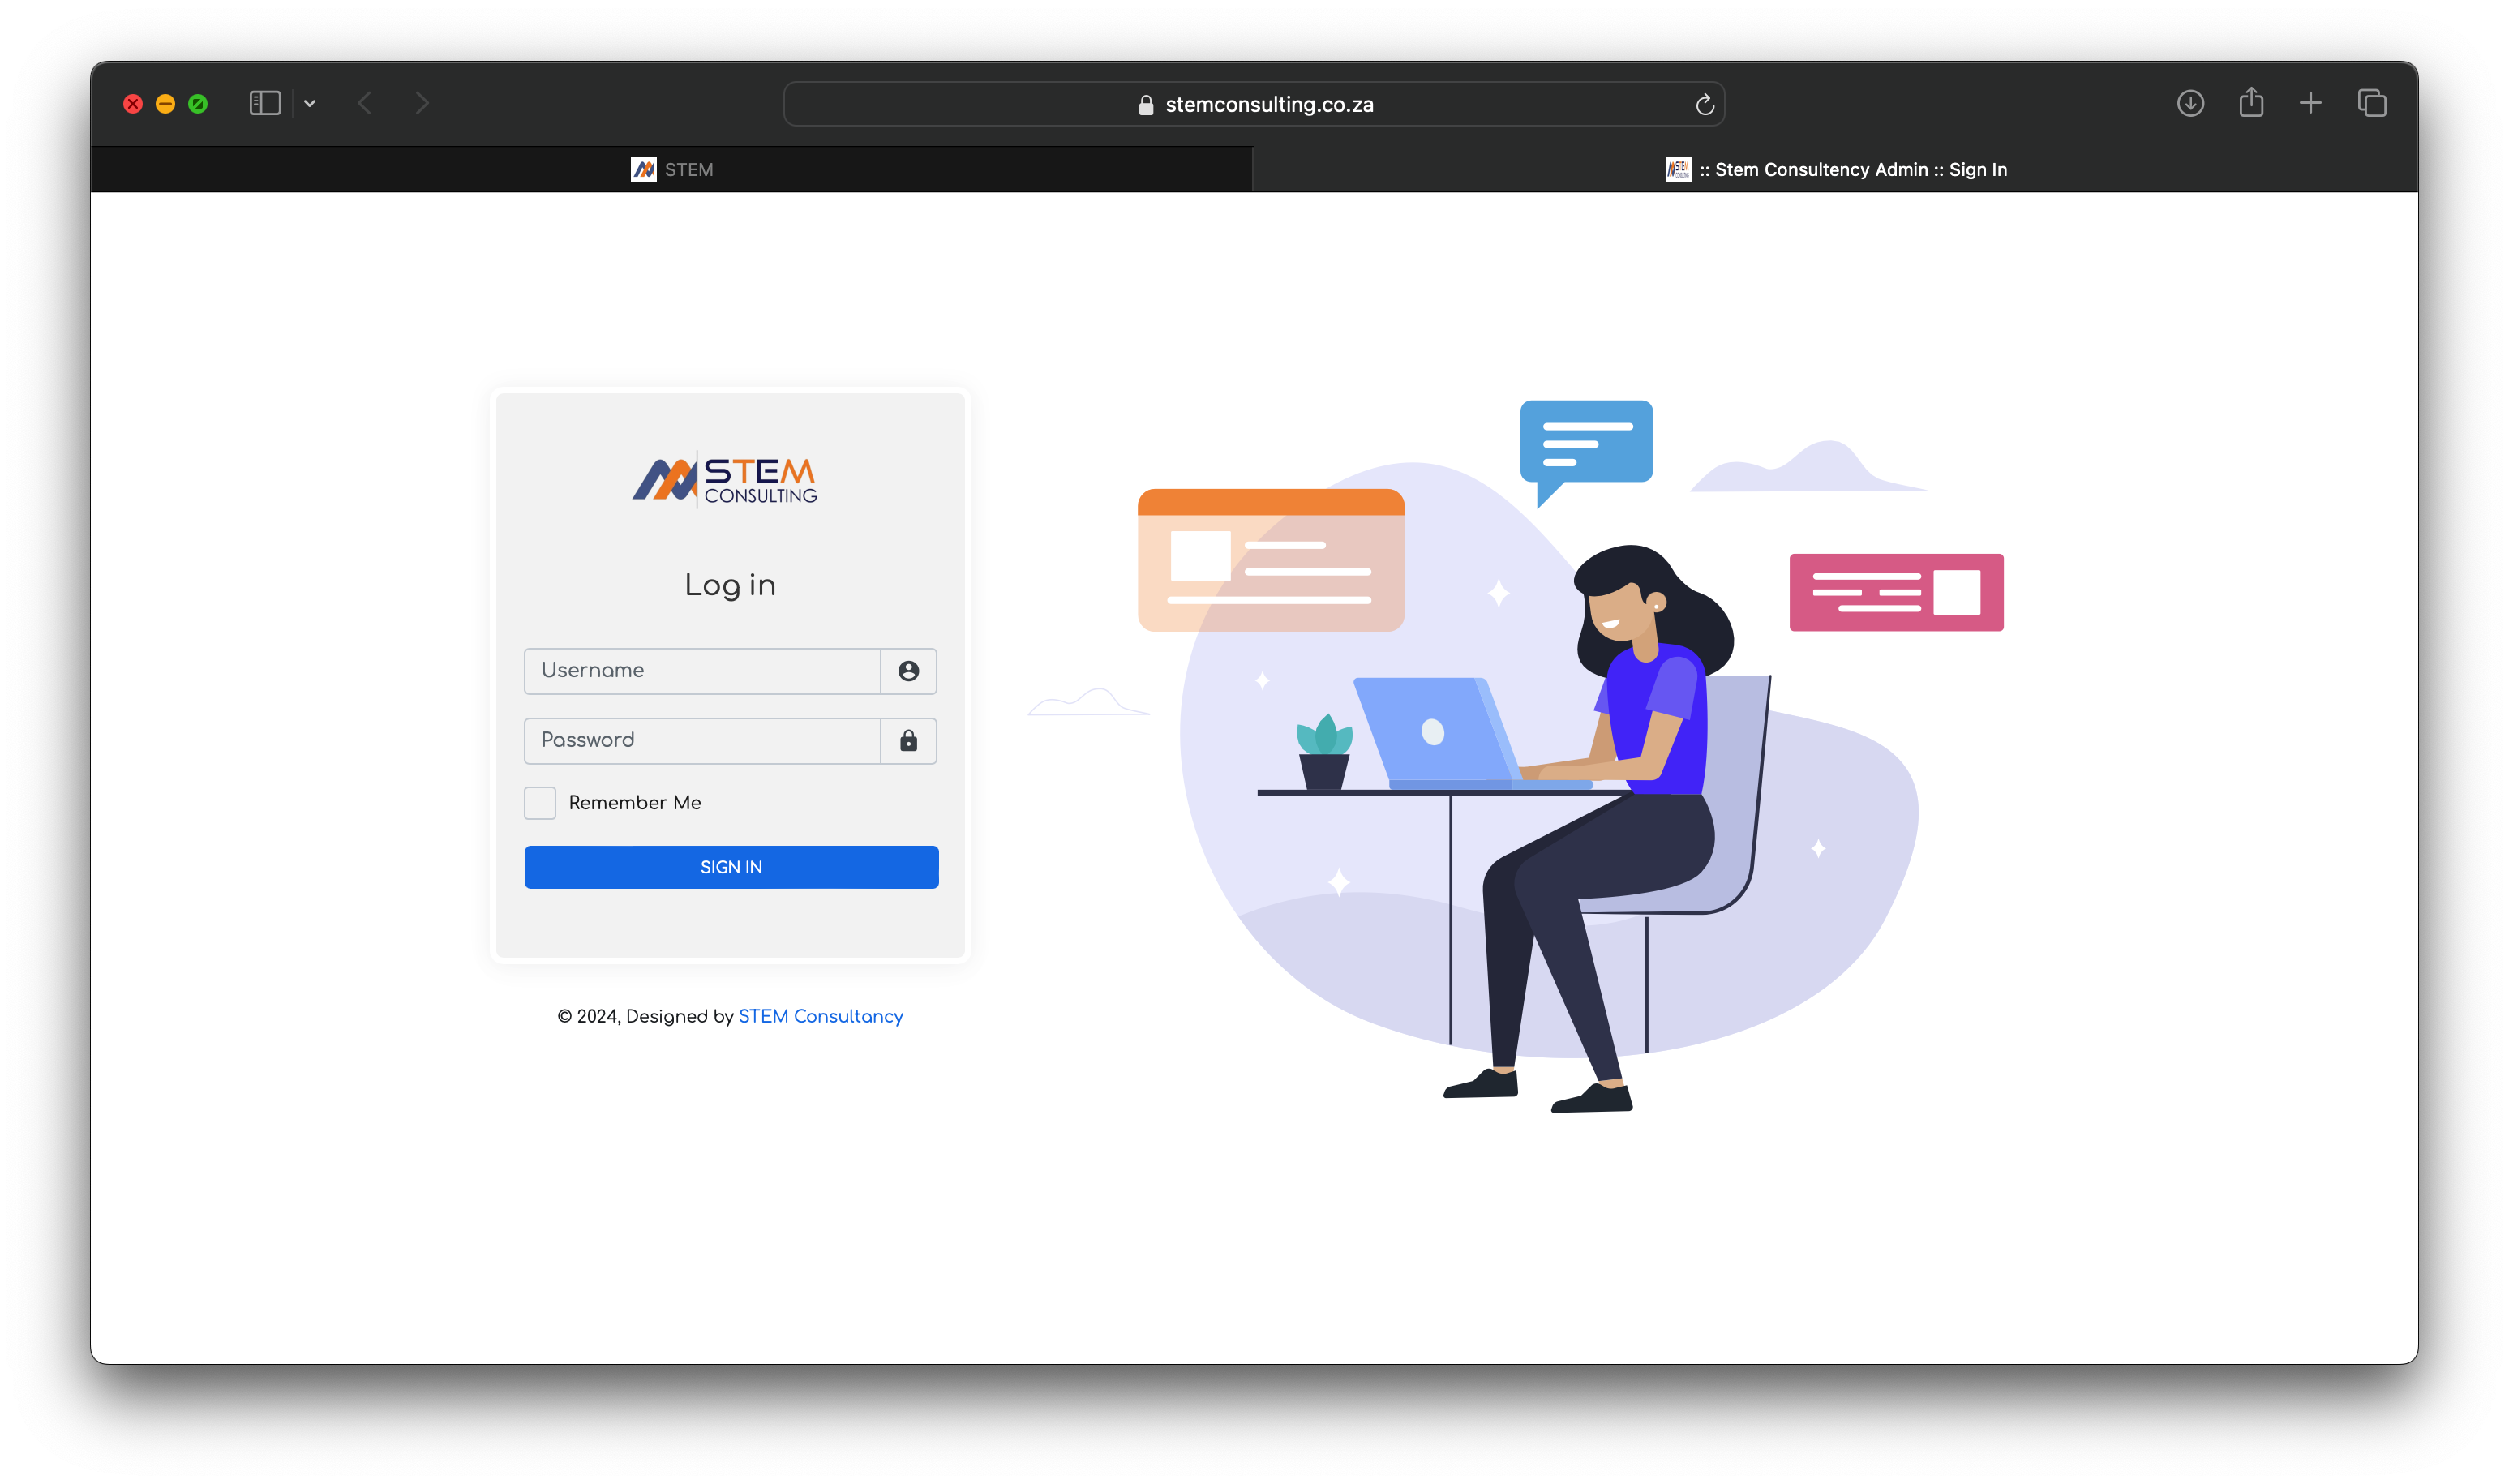 stemconsulting.co.za
STEM
:: Stem Consultency Admin :: Sign In
STEM
CONSULTING
Log in
Username
Password
Remember Me
SIGN IN
© 2024, Designed by STEM Consultancy